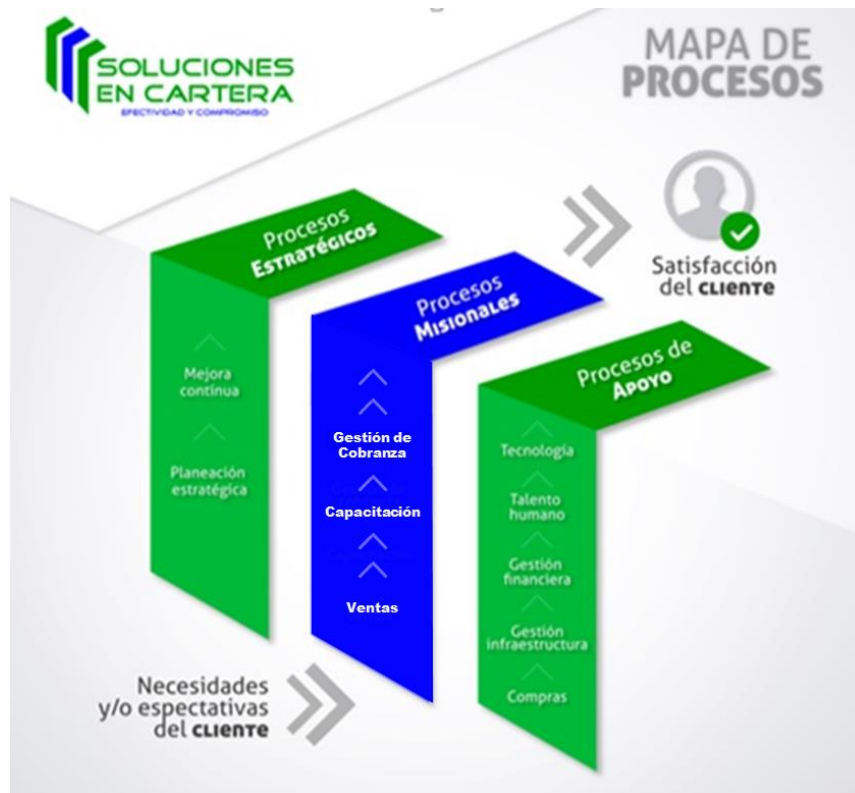 SOLUCIONES
EN CARTERA
EFECTIVIDAD Y COMPROMISO
MAPA DE
PROCESOS
Procesos
Estratégicos
Mejora
continua
Planeación
estratégica
Procesos
Misionales
Gestión de
Cobranza
Capacitación
Ventas
Procesos de
Apoyo
Tecnología
Talento
humano
Gestión
financiera
Gestión
infraestructura
Compras
Satisfacción
del cliente
Necesidades
y/o espectativas
del cliente